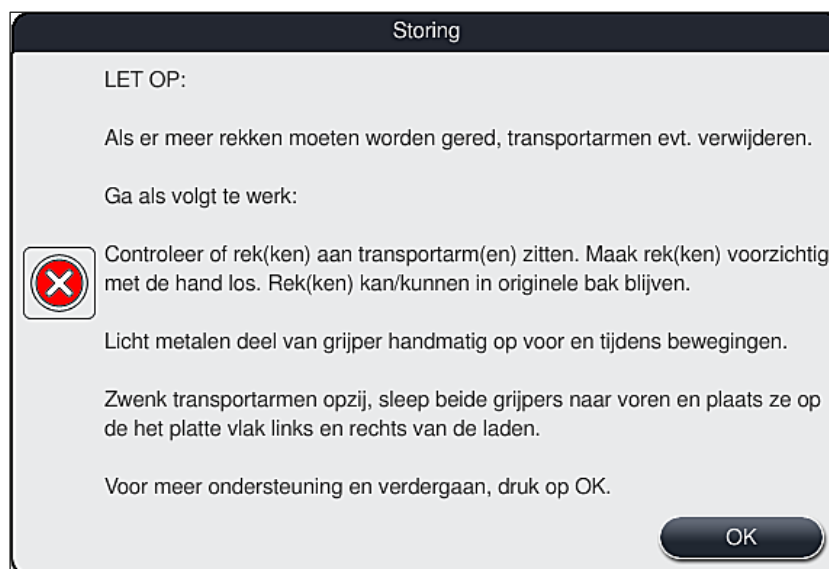 Storing
LET OP:
Als er meer rekken moeten worden gered, transportarmen evt. verwijderen.
Ga als volgt te werk:
Controleer of rek(ken) aan transportarm(en) zitten. Maak rek(ken) voorzichtig
met de hand los. Rek(ken) kan/kunnen in originele bak blijven.
Licht metalen deel van grijper handmatig op voor en tijdens bewegingen.
Zwenk transportarmen opzij, sleep beide grijpers naar voren en plaats ze op
de het platte vlak links en rechts van de laden.
Voor meer ondersteuning en verdergaan, druk op OK.
OK